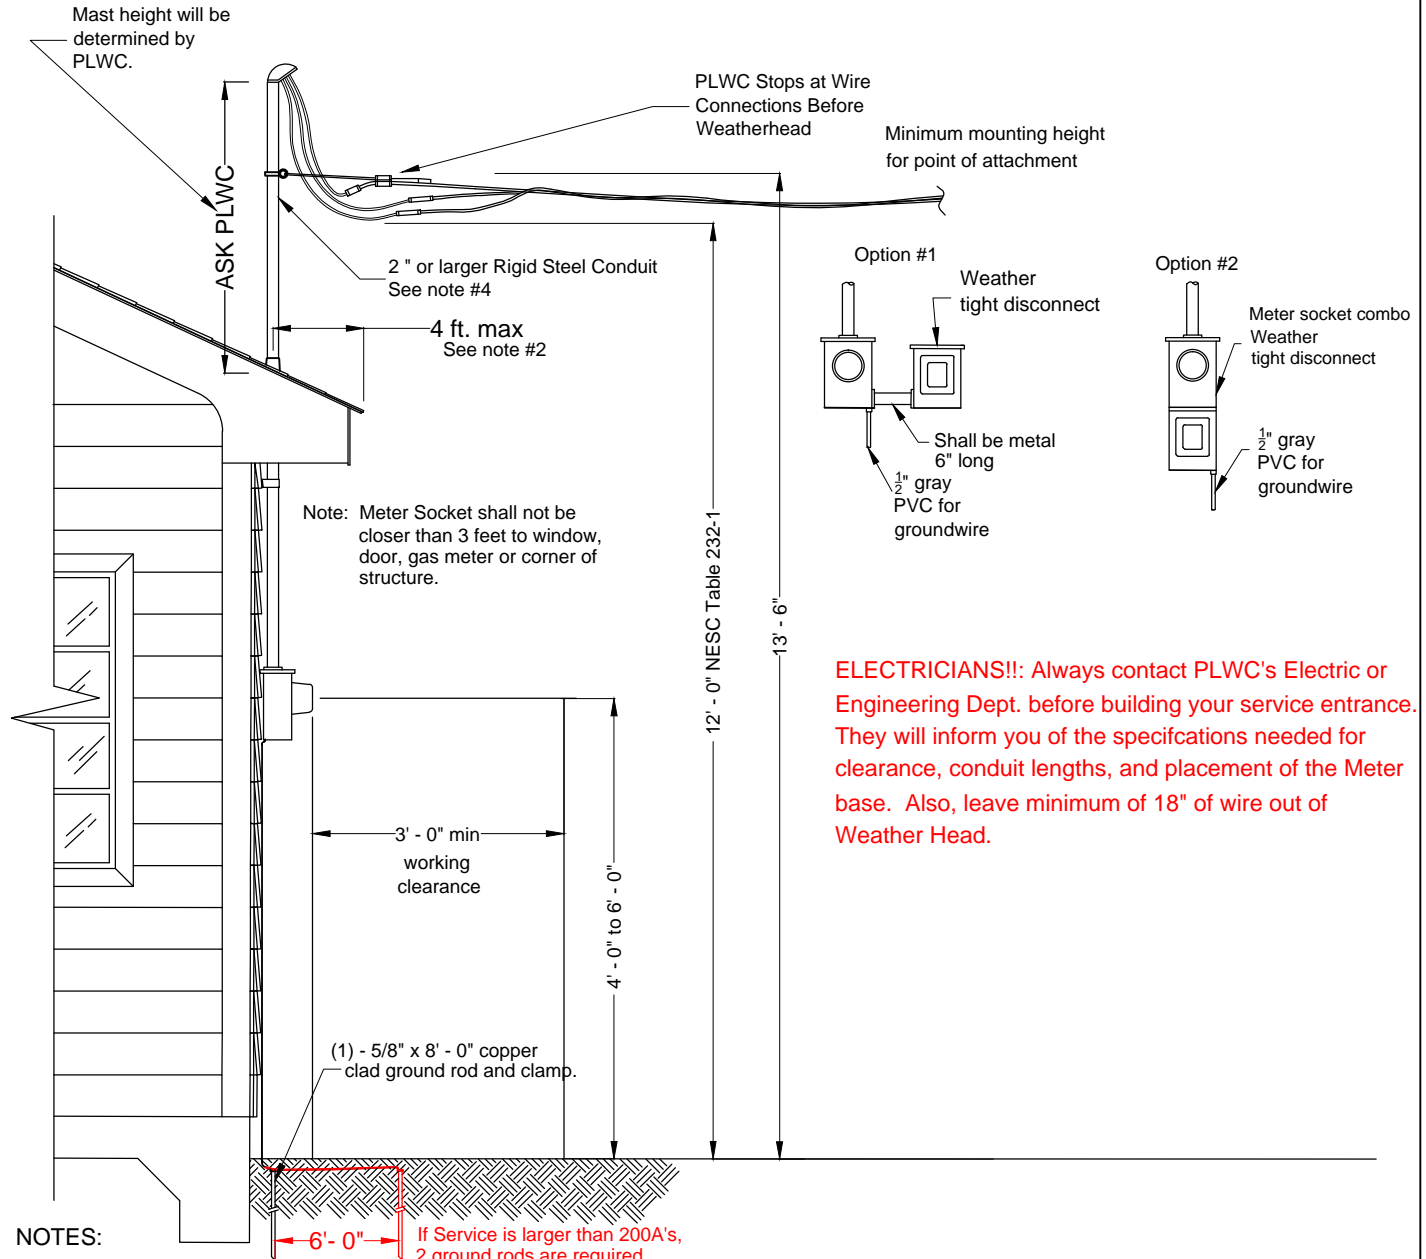 Mast height will be
determined by
PLWC.
PLWC Stops at Wire
Connections Before
Weatherhead
Minimum mounting height
for point of attachment
ASK PLWC
2 " or larger Rigid Steel Conduit
See note #4
4 ft. max
See note #2
Option #1
Weather
tight disconnect
Shall be metal
6" long
1/2" gray
PVC for
groundwire
Option #2
Meter socket combo
Weather
tight disconnect
1/2" gray
PVC for
groundwire
Note: Meter Socket shall not be
closer than 3 feet to window,
door, gas meter or corner of
structure.
12' - 0" NESC Table 232-1
13' - 6"
ELECTRICIANS!!: Always contact PLWC's Electric or
Engineering Dept. before building your service entrance.
They will inform you of the specifcations needed for
clearance, conduit lengths, and placement of the Meter
base. Also, leave minimum of 18" of wire out of
Weather Head.
3' - 0" min
working
clearance
4' - 0" to 6' - 0"
(1) - 5/8" x 8' - 0" copper
clad ground rod and clamp.
NOTES:
6'- 0"
If Service is larger than 200A's,
2 ground rods are required